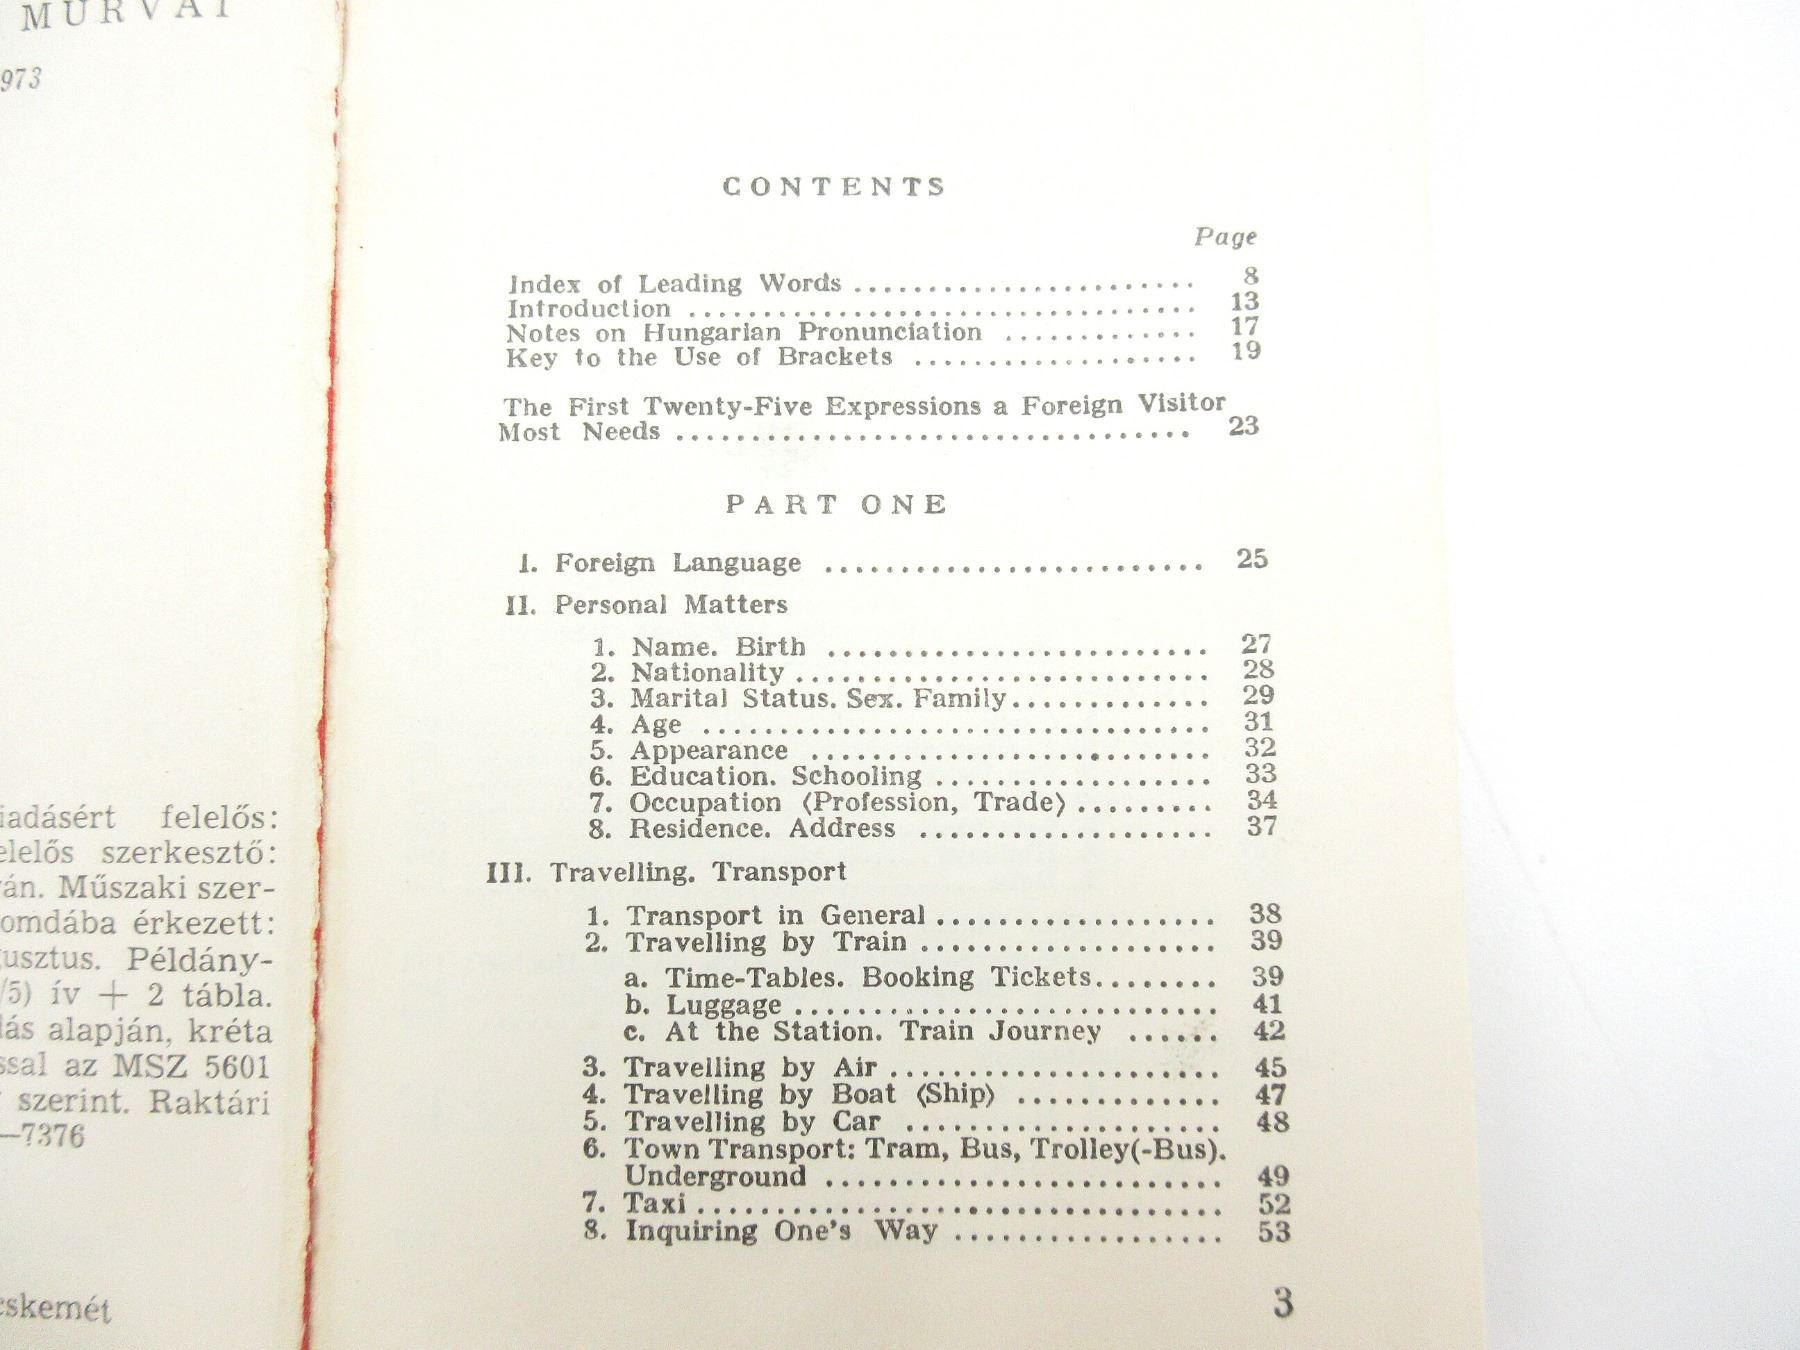 MURVAI
973
iadásért felelős:
elelős szerkesztő:
ván. Műszaki szer-
omdába érkezett:
gusztus. Példány-
/5) ív + 2 tábla.
lás alapján, kréta
ssal az MSZ 5601
szerint. Raktári
—7376
cskemét
CONTENTS
Page
Index of Leading Words ........................ 8
Introduction ................................... 13
Notes on Hungarian Pronunciation ............. 17
Key to the Use of Brackets ................... 19
The First Twenty-Five Expressions a Foreign Visitor
Most Needs ................................... 23
PART ONE
I. Foreign Language ......................... 25
II. Personal Matters
1. Name. Birth ......................... 27
2. Nationality ........................... 28
3. Marital Status. Sex. Family............. 29
4. Age ................................. 31
5. Appearance .......................... 32
6. Education. Schooling .................. 33
7. Occupation ⟨Profession, Trade⟩ ......... 34
8. Residence. Address ................... 37
III. Travelling. Transport
1. Transport in General .................. 38
2. Travelling by Train ................... 39
a. Time-Tables. Booking Tickets........ 39
b. Luggage ........................... 41
c. At the Station. Train Journey ...... 42
3. Travelling by Air ..................... 45
4. Travelling by Boat ⟨Ship⟩ ............. 47
5. Travelling by Car .................... 48
6. Town Transport: Tram, Bus, Trolley(-Bus).
Underground ......................... 49
7. Taxi .................................. 52
8. Inquiring One's Way .................. 53
3